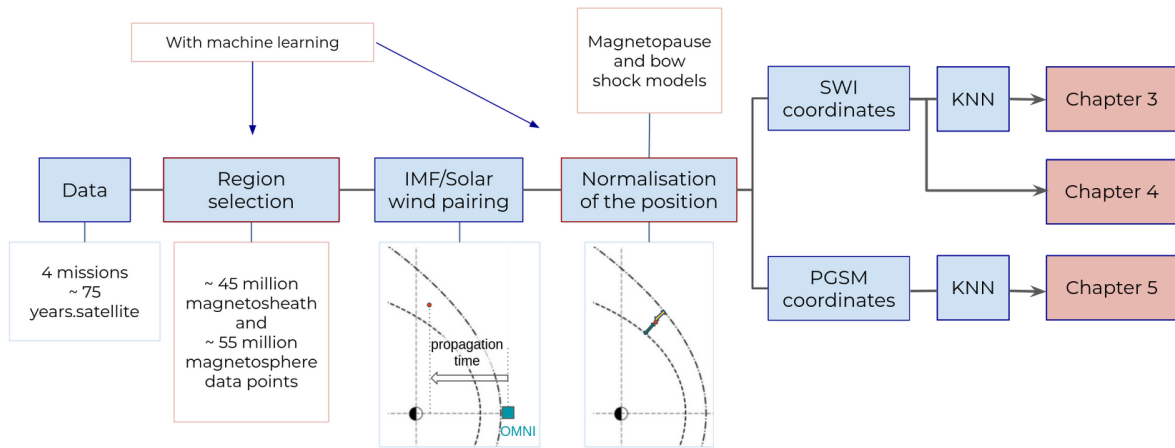 With machine learning
Magnetopause
and bow
shock models
Data
Region
selection
IMF/Solar
wind pairing
Normalisation
of the position
SWI
coordinates
KNN
Chapter 3
Chapter 4
PGSM
coordinates
KNN
Chapter 5
4 missions
~ 75
years.satellite
~ 45 million
magnetosheath
and
~ 55 million
magnetosphere
data points
propagation
time
OMNI